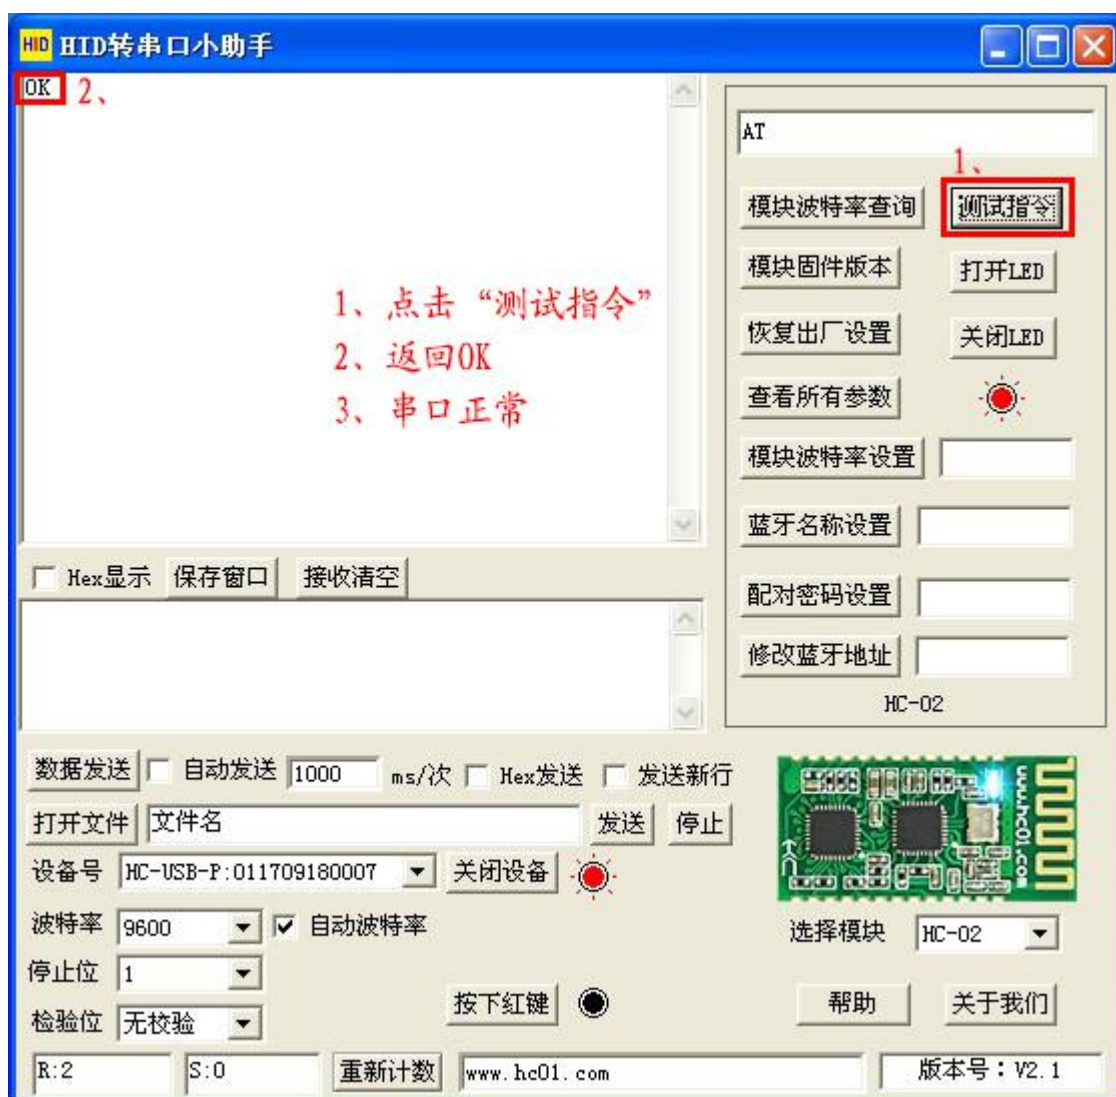 HID HID转串口小助手
OK 2、
AT
1、
模块波特率查询 测试指令
模块固件版本 打开LED
恢复出厂设置 关闭LED
查看所有参数
模块波特率设置
蓝牙名称设置
配对密码设置
修改蓝牙地址
HC-02
1、点击“测试指令”
2、返回OK
3、串口正常
Hex显示 保存窗口 接收清空
数据发送 自动发送 1000 ms/次 Hex发送 发送新行
打开文件 文件名 发送 停止
设备号 HC-USB-P:011709180007 关闭设备
波特率 9600 自动波特率
停止位 1
检验位 无校验
按下红键
www.hc01.com
选择模块 HC-02
帮助 关于我们
R:2 S:0 重新计数 www.hc01.com 版本号：V2.1